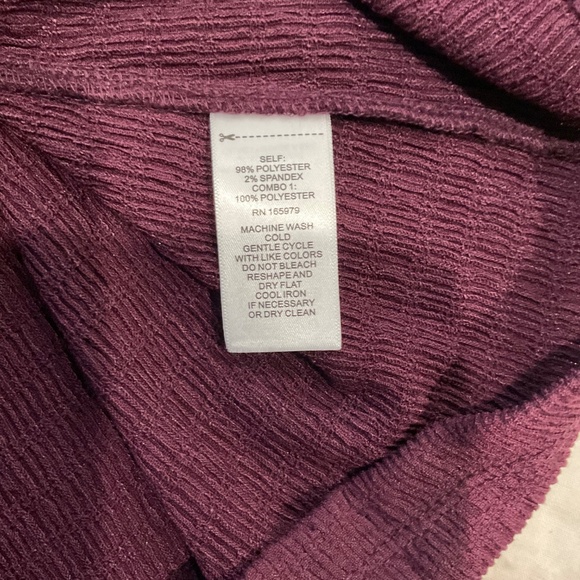 SELF:
98% POLYESTER
2% SPANDEX
COMBO 1:
100% POLYESTER
RN 165979
MACHINE WASH
COLD
GENTLE CYCLE
WITH LIKE COLORS
DO NOT BLEACH
RESHAPE AND
DRY FLAT
COOL IRON
IF NECESSARY
OR DRY CLEAN